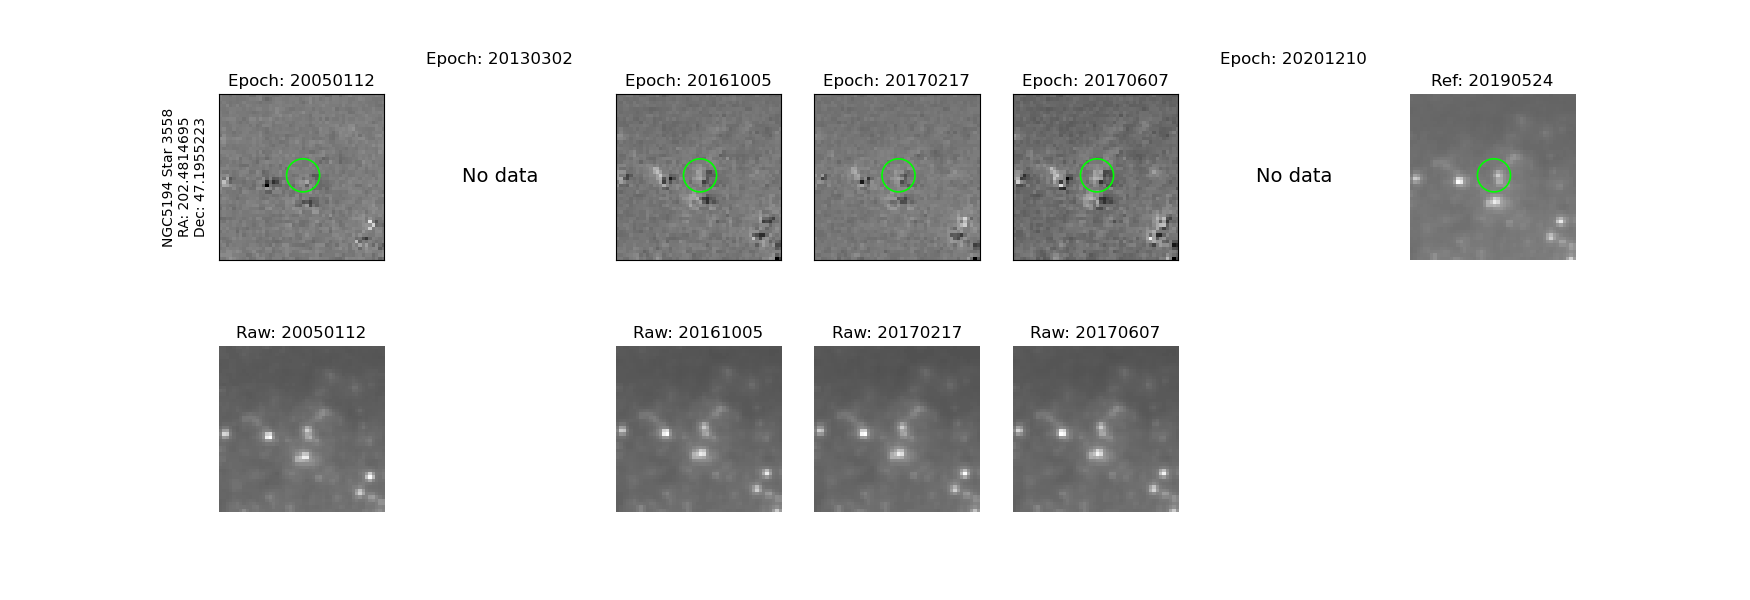 Epoch: 20130302
Epoch: 20201210
Epoch: 20050112
Epoch: 20161005
Epoch: 20170217
Epoch: 20170607
Ref: 20190524
NGC5194 Star 3558
RA: 202.4814695
Dec: 47.1955223
No data
No data
Raw: 20050112
Raw: 20161005
Raw: 20170217
Raw: 20170607